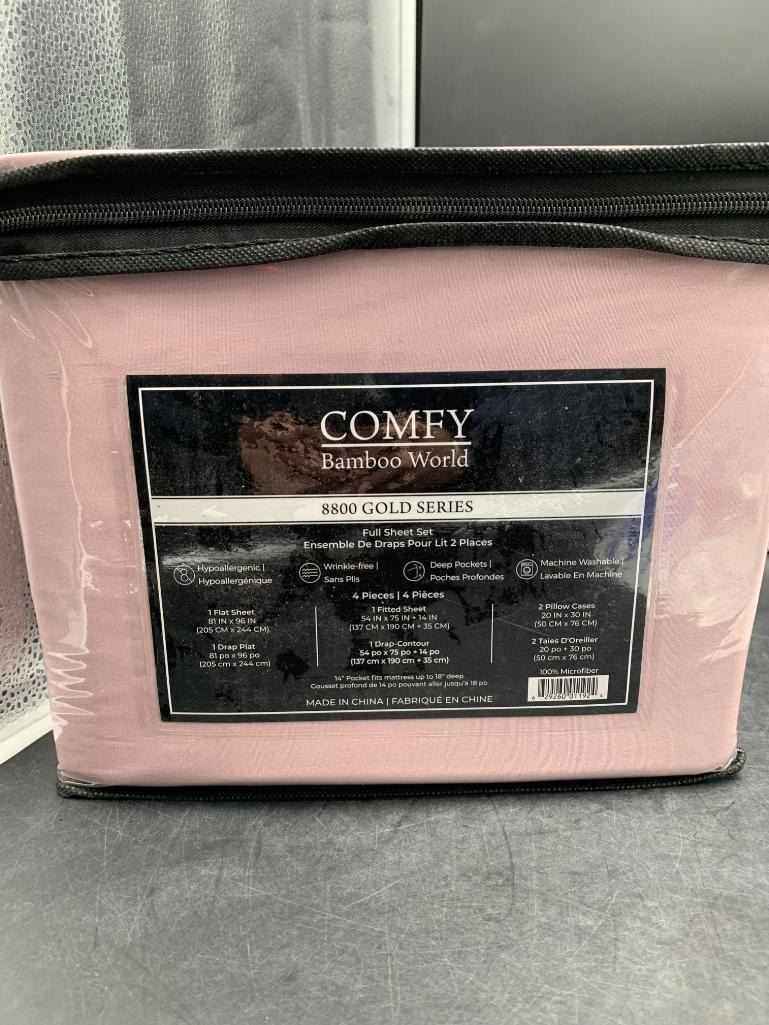 COMFY
Bamboo World
8800 GOLD SERIES
Full Sheet Set
Ensemble De Draps Pour Lit 2 Places
Hypoallergenic |
Hypoallergénique
Wrinkle-free |
Sans Plis
Deep Pockets |
Poches Profondes
Machine Washable |
Lavable En Machine
4 Pieces | 4 Pièces
1 Flat Sheet
81 IN X 96 IN
(205 CM X 244 CM)
1 Drap Plat
81 po x 96 po
(205 cm x 244 cm)
1 Fitted Sheet
54 IN X 75 IN + 14 IN
(137 CM X 190 CM + 35 CM)
1 Drap-Contour
54 po x 75 po + 14 po
(137 cm x 190 cm + 35 cm)
2 Pillow Cases
20 IN X 30 IN
(50 CM X 76 CM)
2 Taies D'Oreiller
20 po + 30 po
(50 cm x 76 cm)
100% Microfiber
14" Pocket fits mattress up to 18" deep
Gousset profond de 14 po pouvant aller jusqu'à 18 po
MADE IN CHINA | FABRIQUÉ EN CHINE
6 29260 01192 4